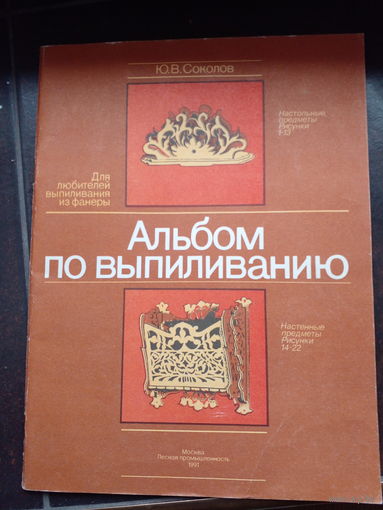 Ю.В.Соколов
Настольные
предметы
Рисунки
1-13
Для
любителей
выпиливания
из фанеры
Альбом
по выпиливанию
Настенные
предметы
Рисунки
14-22
Москва
Лесная промышленность
1991